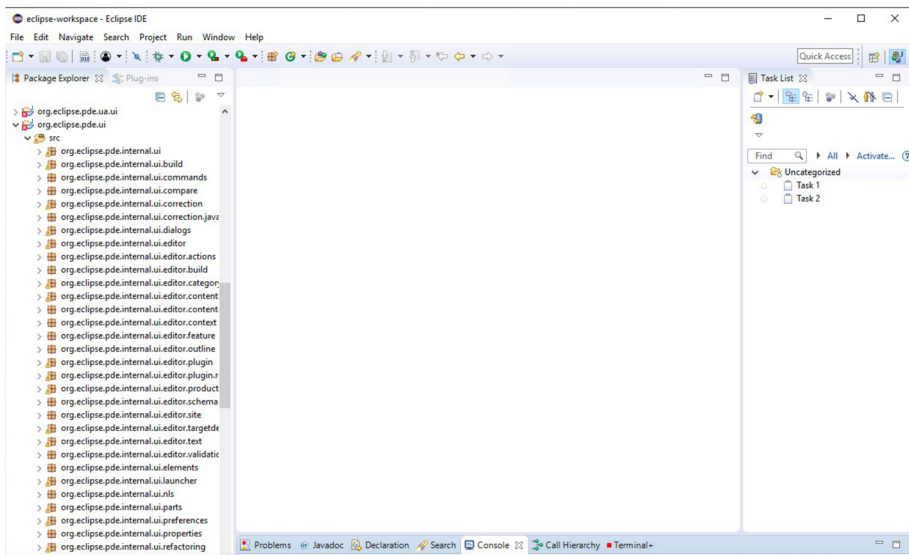 eclipse-workspace - Eclipse IDE
File Edit Navigate Search Project Run Window Help
Quick Access
Package Explorer Plug-ins
org.eclipse.pde.ua.ui
org.eclipse.pde.ui
src
org.eclipse.pde.internal.ui
org.eclipse.pde.internal.ui.build
org.eclipse.pde.internal.ui.commands
org.eclipse.pde.internal.ui.compare
org.eclipse.pde.internal.ui.correction
org.eclipse.pde.internal.ui.correction.java
org.eclipse.pde.internal.ui.dialogs
org.eclipse.pde.internal.ui.editor
org.eclipse.pde.internal.ui.editor.actions
org.eclipse.pde.internal.ui.editor.build
org.eclipse.pde.internal.ui.editor.category
org.eclipse.pde.internal.ui.editor.content
org.eclipse.pde.internal.ui.editor.content
org.eclipse.pde.internal.ui.editor.context
org.eclipse.pde.internal.ui.editor.feature
org.eclipse.pde.internal.ui.editor.outline
org.eclipse.pde.internal.ui.editor.plugin
org.eclipse.pde.internal.ui.editor.plugin.r
org.eclipse.pde.internal.ui.editor.product
org.eclipse.pde.internal.ui.editor.schema
org.eclipse.pde.internal.ui.editor.site
org.eclipse.pde.internal.ui.editor.targetde
org.eclipse.pde.internal.ui.editor.text
org.eclipse.pde.internal.ui.editor.validatic
org.eclipse.pde.internal.ui.elements
org.eclipse.pde.internal.ui.launcher
org.eclipse.pde.internal.ui.nls
org.eclipse.pde.internal.ui.parts
org.eclipse.pde.internal.ui.preferences
org.eclipse.pde.internal.ui.properties
org.eclipse.pde.internal.ui.refactoring
Problems Javadoc Declaration Search Console Call Hierarchy Terminal+
Task List
Find All Activate...
Uncategorized
Task 1
Task 2